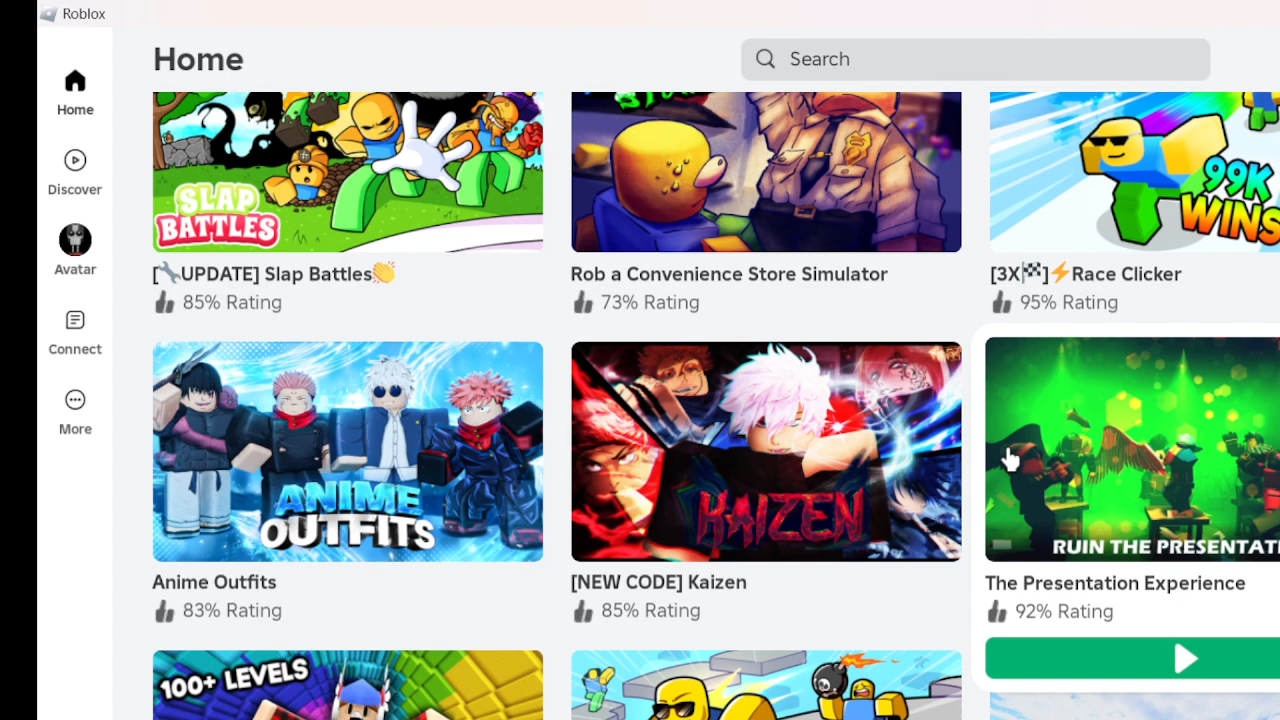 Roblox
Home
Search
Home
Discover
Avatar
Connect
More
SLAP
BATTLES
99K
WINS
[🔧UPDATE] Slap Battles👏
85% Rating
Rob a Convenience Store Simulator
73% Rating
[3X🏁]⚡Race Clicker
95% Rating
ANIME
OUTFITS
KAIZEN
RUIN THE PRESENTATI
Anime Outfits
83% Rating
[NEW CODE] Kaizen
85% Rating
The Presentation Experience
92% Rating
100+ LEVELS